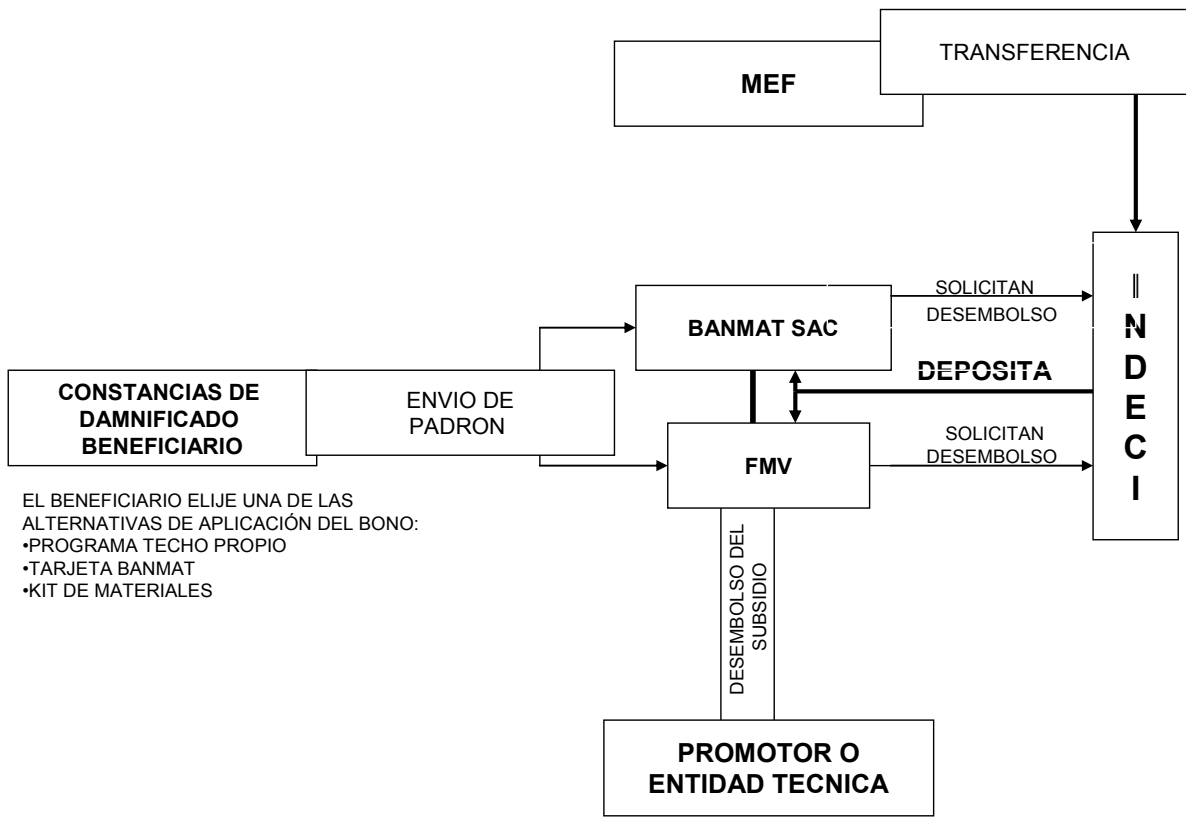 TRANSFERENCIA
MEF
SOLICITAN
DESEMBOLSO
BANMAT SAC
DEPOSITA
INDECI
CONSTANCIAS DE
DAMNIFICADO
BENEFICIARIO
ENVIO DE
PADRON
FMV
SOLICITAN
DESEMBOLSO
EL BENEFICIARIO ELIJE UNA DE LAS
ALTERNATIVAS DE APLICACIÓN DEL BONO:
•PROGRAMA TECHO PROPIO
•TARJETA BANMAT
•KIT DE MATERIALES
DESEMBOLSO DEL
SUBSIDIO
PROMOTOR O
ENTIDAD TECNICA